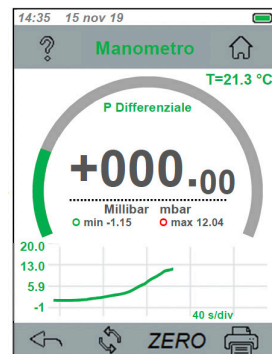 14:35 15 nov 19
? Manometro
T=21.3 °C
P Differenziale
+000.00
Millibar mbar
min -1.15 max 12.04
20.0
13.0
5.9
-1
40 s/div
ZERO